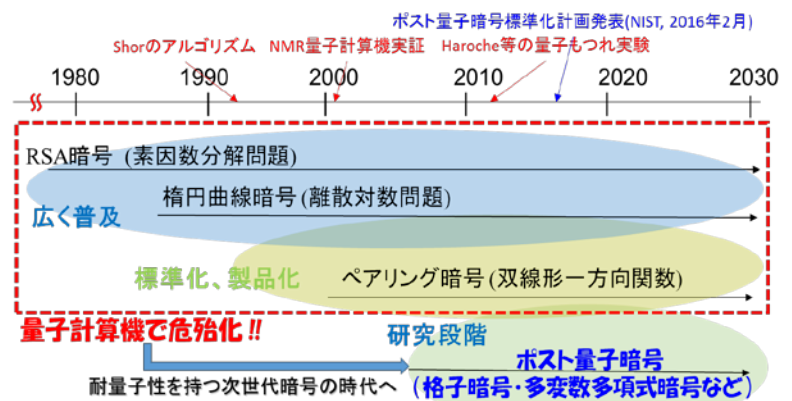 ポスト量子暗号標準化計画発表(NIST, 2016年2月)
Shorのアルゴリズム NMR量子計算機実証 Haroche等の量子もつれ実験
1980 1990 2000 2010 2020 2030
RSA暗号 (素因数分解問題)
楕円曲線暗号(離散対数問題)
広く普及
標準化、製品化 ペアリング暗号(双線形一方向関数)
量子計算機で危殆化!!
研究段階
ポスト量子暗号
耐量子性を持つ次世代暗号の時代へ (格子暗号・多変数多項式暗号など)